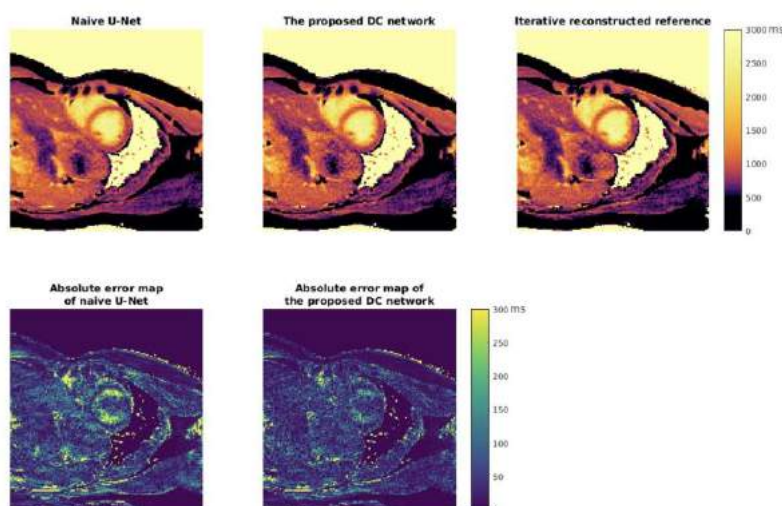 Naive U-Net
The proposed DC network
Iterative reconstructed reference
3000 ms
2500
2000
1500
1000
500
0
Absolute error map
of naive U-Net
Absolute error map of
the proposed DC network
300 ms
250
200
150
100
50